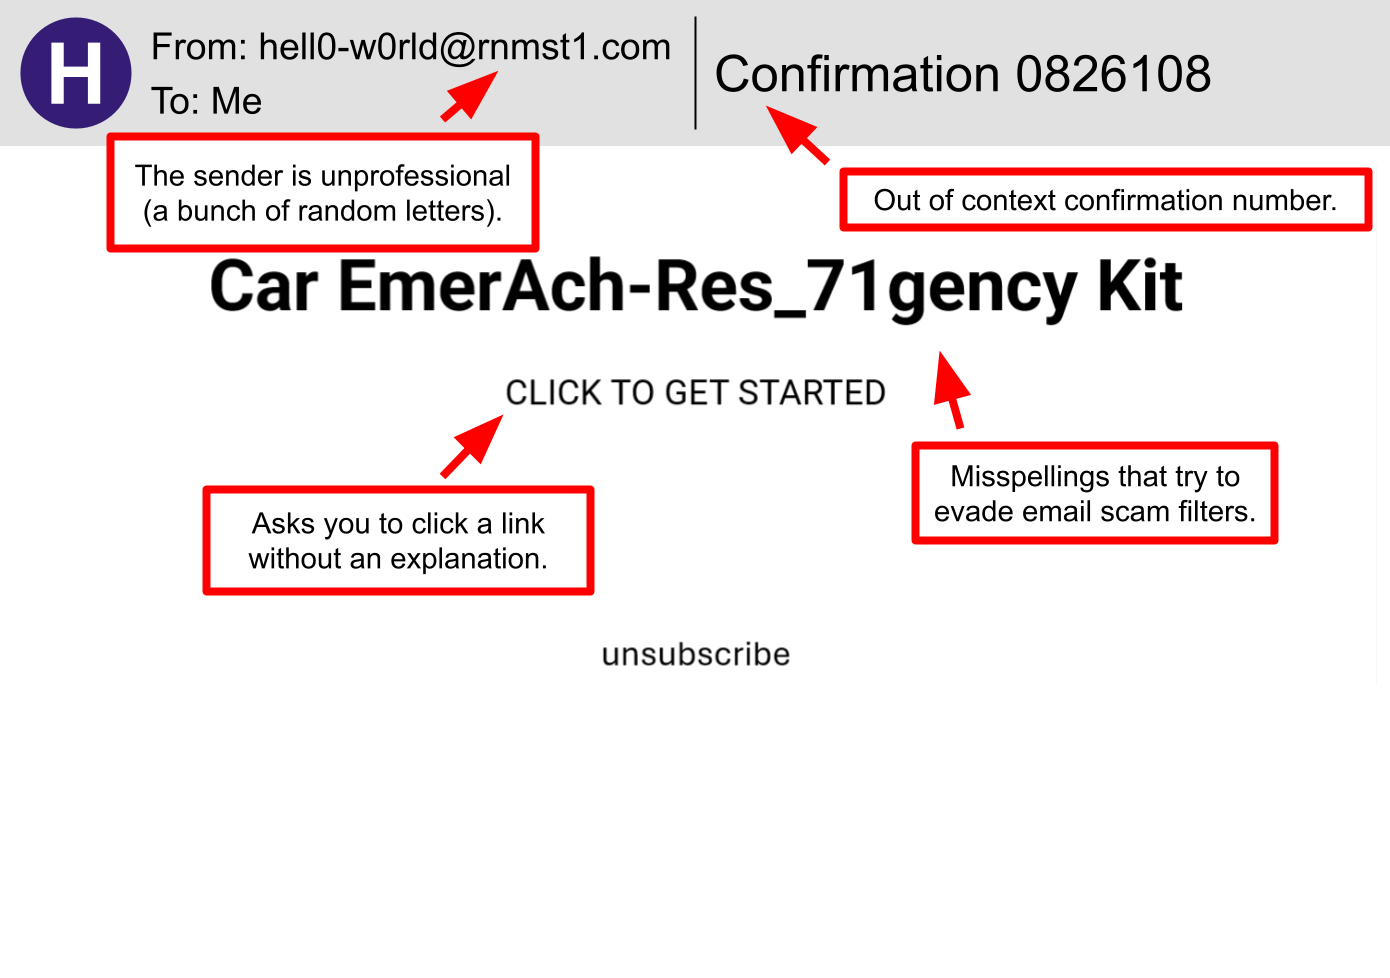 H
From: hell0-w0rld@rnmst1.com
To: Me
Confirmation 0826108
The sender is unprofessional
(a bunch of random letters).
Out of context confirmation number.
Car EmerAch-Res_71gency Kit
CLICK TO GET STARTED
Misspellings that try to
evade email scam filters.
Asks you to click a link
without an explanation.
unsubscribe